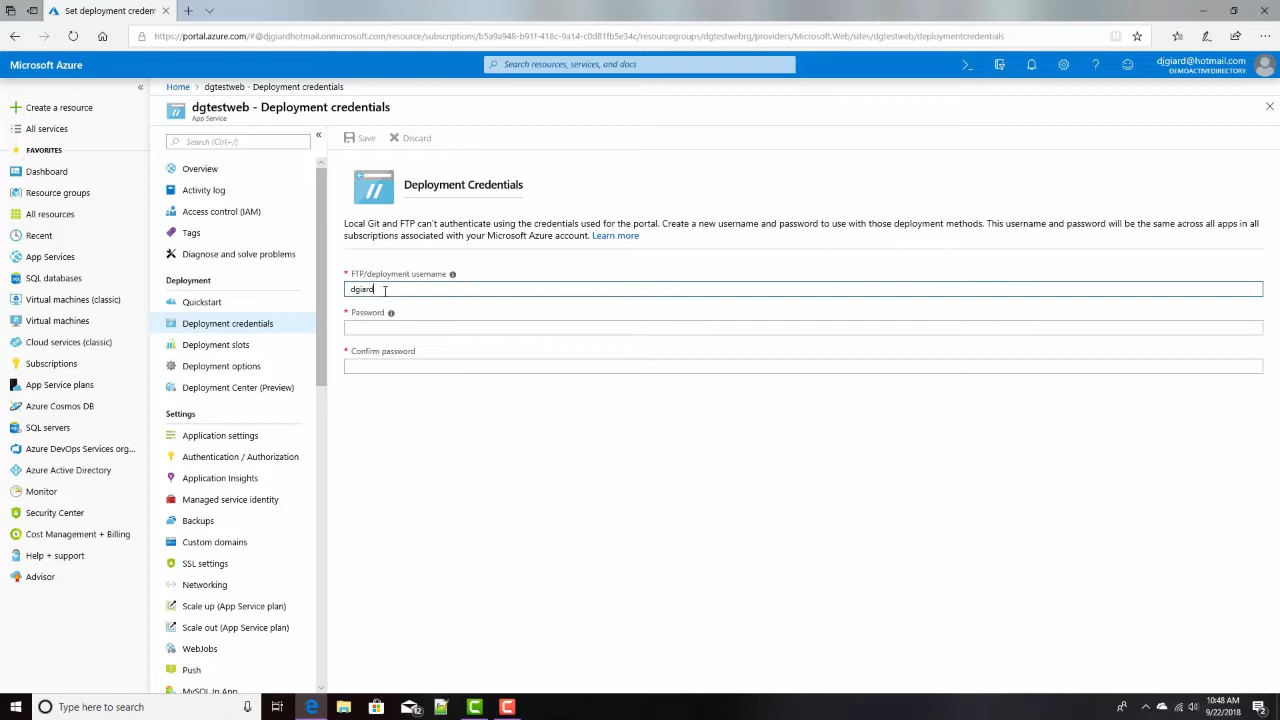 Set deployment creden
https://portal.azure.com/#@djgiardhotmail.onmicrosoft.com/resource/subscriptions/b5a9a948-b91f-418c-9a14-c0d81fb5e34c/resourcegroups/dgtestwebrg/providers/Microsoft.Web/sites/dgtestweb/deploymentcredentials
Microsoft Azure
Search resources, services, and docs
djgiard@hotmail.com
DEMOACTIVEDIRECTORY
Create a resource
All services
FAVORITES
Dashboard
Resource groups
All resources
Recent
App Services
SQL databases
Virtual machines (classic)
Virtual machines
Cloud services (classic)
Subscriptions
App Service plans
Azure Cosmos DB
SQL servers
Azure DevOps Services org...
Azure Active Directory
Monitor
Security Center
Cost Management + Billing
Help + support
Advisor
Home > dgtestweb - Deployment credentials
dgtestweb - Deployment credentials
App Service
Search (Ctrl+/)
Overview
Activity log
Access control (IAM)
Tags
Diagnose and solve problems
Deployment
Quickstart
Deployment credentials
Deployment slots
Deployment options
Deployment Center (Preview)
Settings
Application settings
Authentication / Authorization
Application Insights
Managed service identity
Backups
Custom domains
SSL settings
Networking
Scale up (App Service plan)
Scale out (App Service plan)
WebJobs
Push
MySQL In App
Save
Discard
Deployment Credentials
Local Git and FTP can't authenticate using the credentials used for the portal. Create a new username and password to use with those deployment methods. This username and password will be the same across all apps in all
subscriptions associated with your Microsoft Azure account. Learn more
* FTP/deployment username
dgiard
* Password
* Confirm password
Type here to search
12
10:48 AM
9/22/2018
2